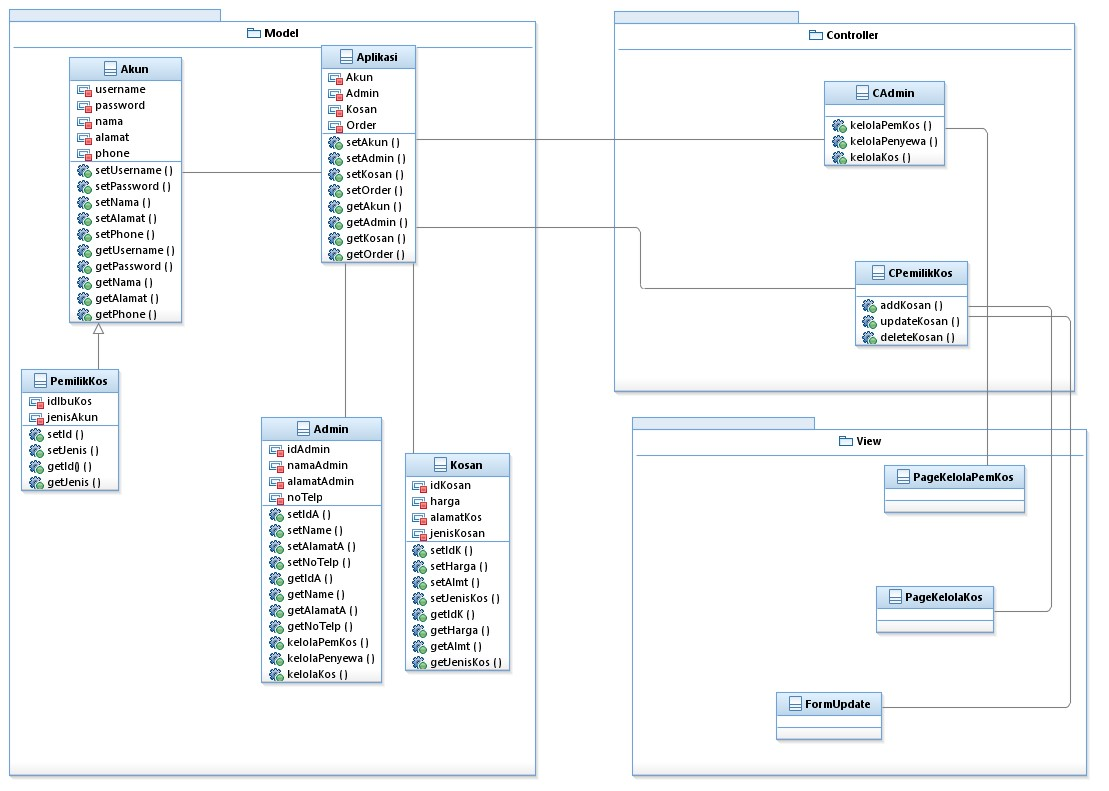 Model
Akun
username
password
nama
alamat
phone
setUsername ()
setPassword ()
setNama ()
setAlamat ()
setPhone ()
getUsername ()
getPassword ()
getNama ()
getAlamat ()
getPhone ()
Aplikasi
Akun
Admin
Kosan
Order
setAkun ()
setAdmin ()
setKosan ()
setOrder ()
getAkun ()
getAdmin ()
getKosan ()
getOrder ()
PemilikKos
idIbuKos
jenisAkun
setId ()
setJenis ()
getId() ()
getJenis ()
Admin
idAdmin
namaAdmin
alamatAdmin
noTelp
setIdA ()
setName ()
setAlamatA ()
setNoTelp ()
getIdA ()
getName ()
getAlamatA ()
getNoTelp ()
kelolaPemKos ()
kelolaPenyewa ()
kelolaKos ()
Kosan
idKosan
harga
alamatKos
jenisKosan
setIdK ()
setHarga ()
setAlmt ()
setJenisKos ()
getIdK ()
getHarga ()
getAlmt ()
getJenisKos ()
Controller
CAdmin
kelolaPemKos ()
kelolaPenyewa ()
kelolaKos ()
CPemilikKos
addKosan ()
updateKosan ()
deleteKosan ()
View
PageKelolaPemKos
PageKelolaKos
FormUpdate